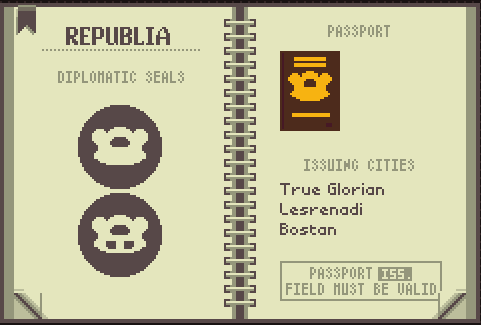 REPUBLIA
DIPLOMATIC SEALS
PASSPORT
ISSUING CITIES
True Glorian
Lesrenadi
Bostan
PASSPORT ISS.
FIELD MUST BE VALID